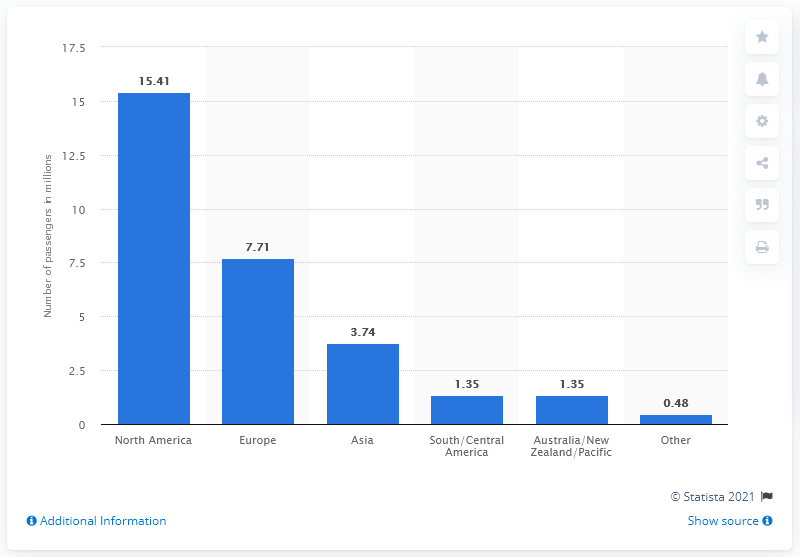 17.5
15
12.5
10
7.5
5
2.5
0
Number of passengers in millions
15.41
7.71
3.74
1.35
1.35
0.48
North America
Europe
Asia
South/Central
America
Australia/New
Zealand/Pacific
Other
© Statista 2021
Additional Information
Show source